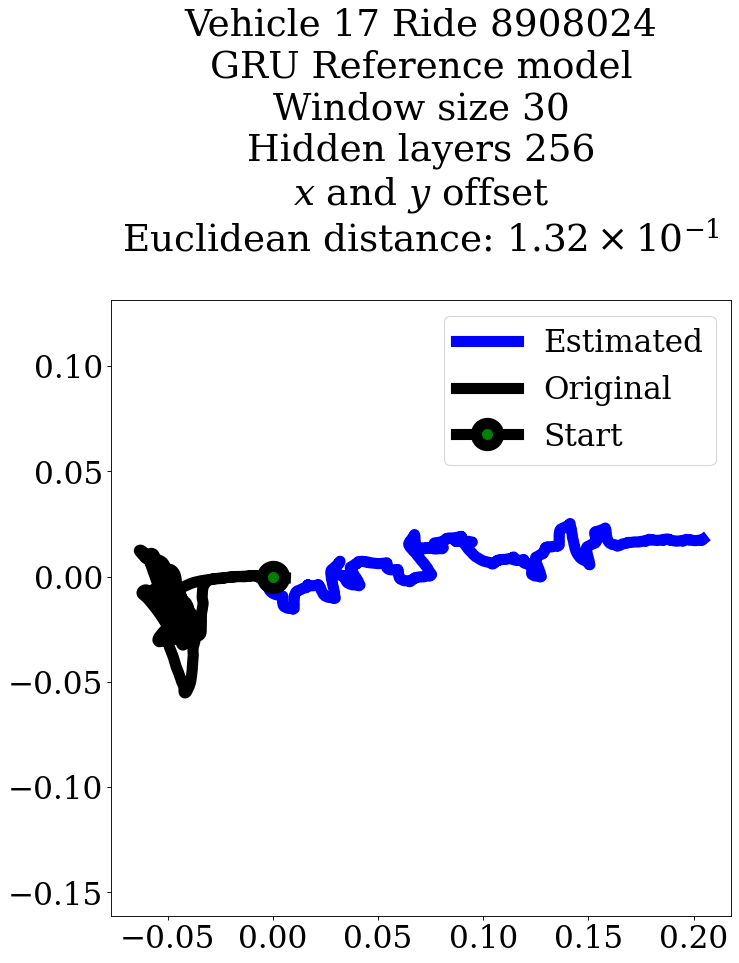 Vehicle 17 Ride 8908024
GRU Reference model
Window size 30
Hidden layers 256
x and y offset
Euclidean distance: 1.32 × 10⁻¹
Estimated
Original
Start
0.10
0.05
0.00
−0.05
−0.10
−0.15
−0.05 0.00 0.05 0.10 0.15 0.20